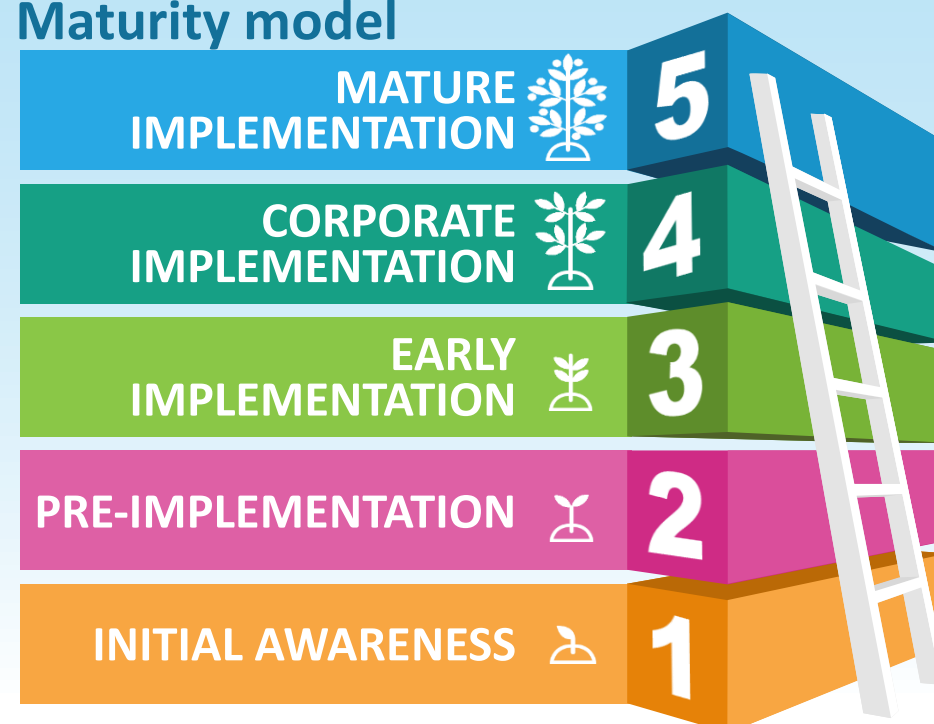 Maturity model
MATURE
IMPLEMENTATION
5
CORPORATE
IMPLEMENTATION
4
EARLY
IMPLEMENTATION
3
PRE-IMPLEMENTATION
2
INITIAL AWARENESS
1